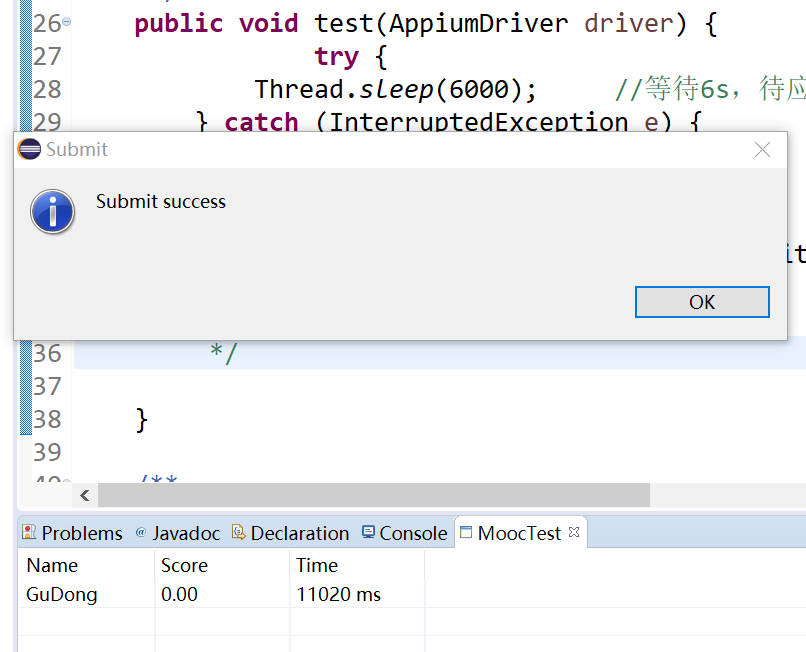 26 public void test(AppiumDriver driver) {
27 try {
28 Thread.sleep(6000); //等待6s，待应
29 } catch (InterruptedException e) {
Submit
Submit success
it
OK
36 */
37
38 }
39
40 /**
Problems @ Javadoc Declaration Console MoocTest
Name Score Time
GuDong 0.00 11020 ms